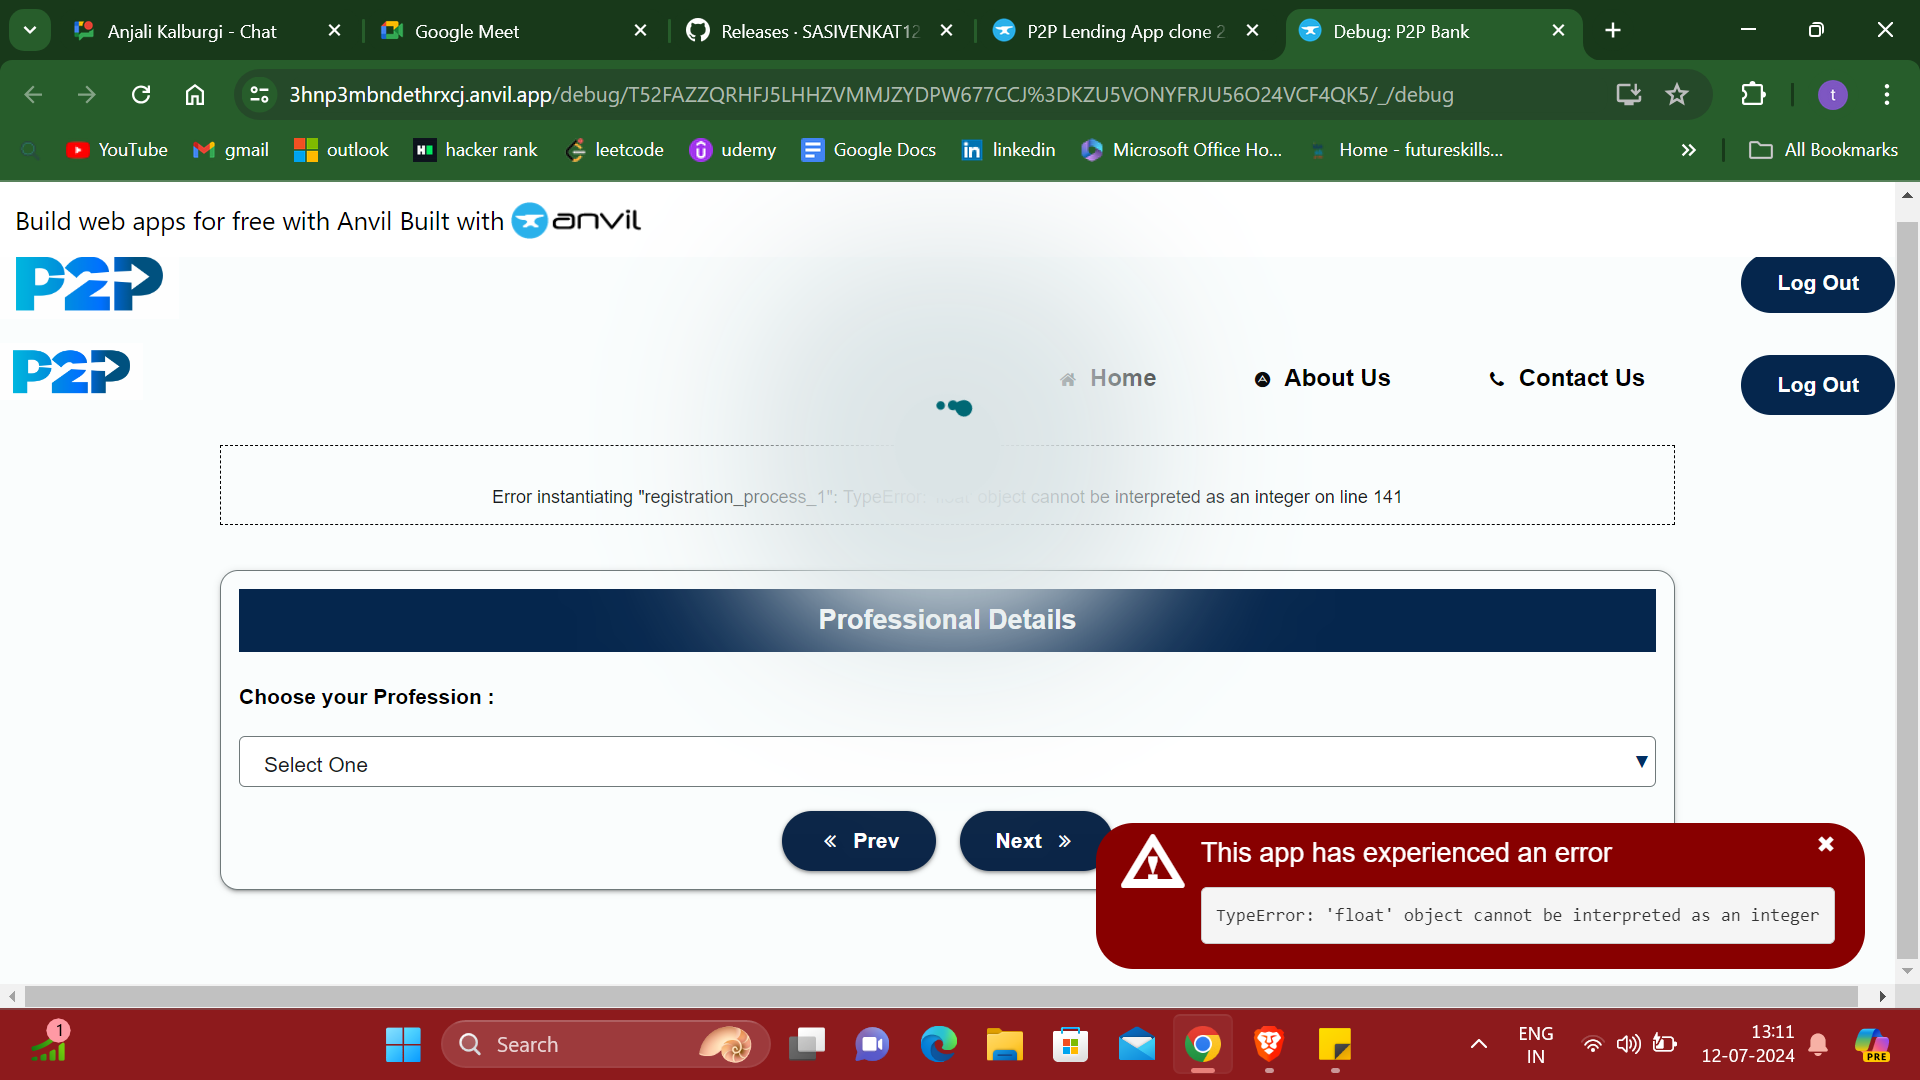 Anjali Kalburgi - Chat
Google Meet
Releases · SASIVENKAT12
P2P Lending App clone 2
Debug: P2P Bank
3hnp3mbndethrxcj.anvil.app/debug/T52FAZZQRHFJ5LHHZVMMJZYDPW677CCJ%3DKZU5VONYFRJU56O24VCF4QK5/_/debug
t
YouTube
gmail
outlook
hacker rank
leetcode
udemy
Google Docs
linkedin
Microsoft Office Ho...
Home - futureskills...
All Bookmarks
Build web apps for free with Anvil Built with anvil
P2P
Log Out
P2P
Home
About Us
Contact Us
Log Out
Error instantiating "registration_process_1": TypeError: 'float' object cannot be interpreted as an integer on line 141
Professional Details
Choose your Profession :
Select One
Prev
Next
This app has experienced an error
TypeError: 'float' object cannot be interpreted as an integer
1
Search
ENG
IN
13:11
12-07-2024
PRE